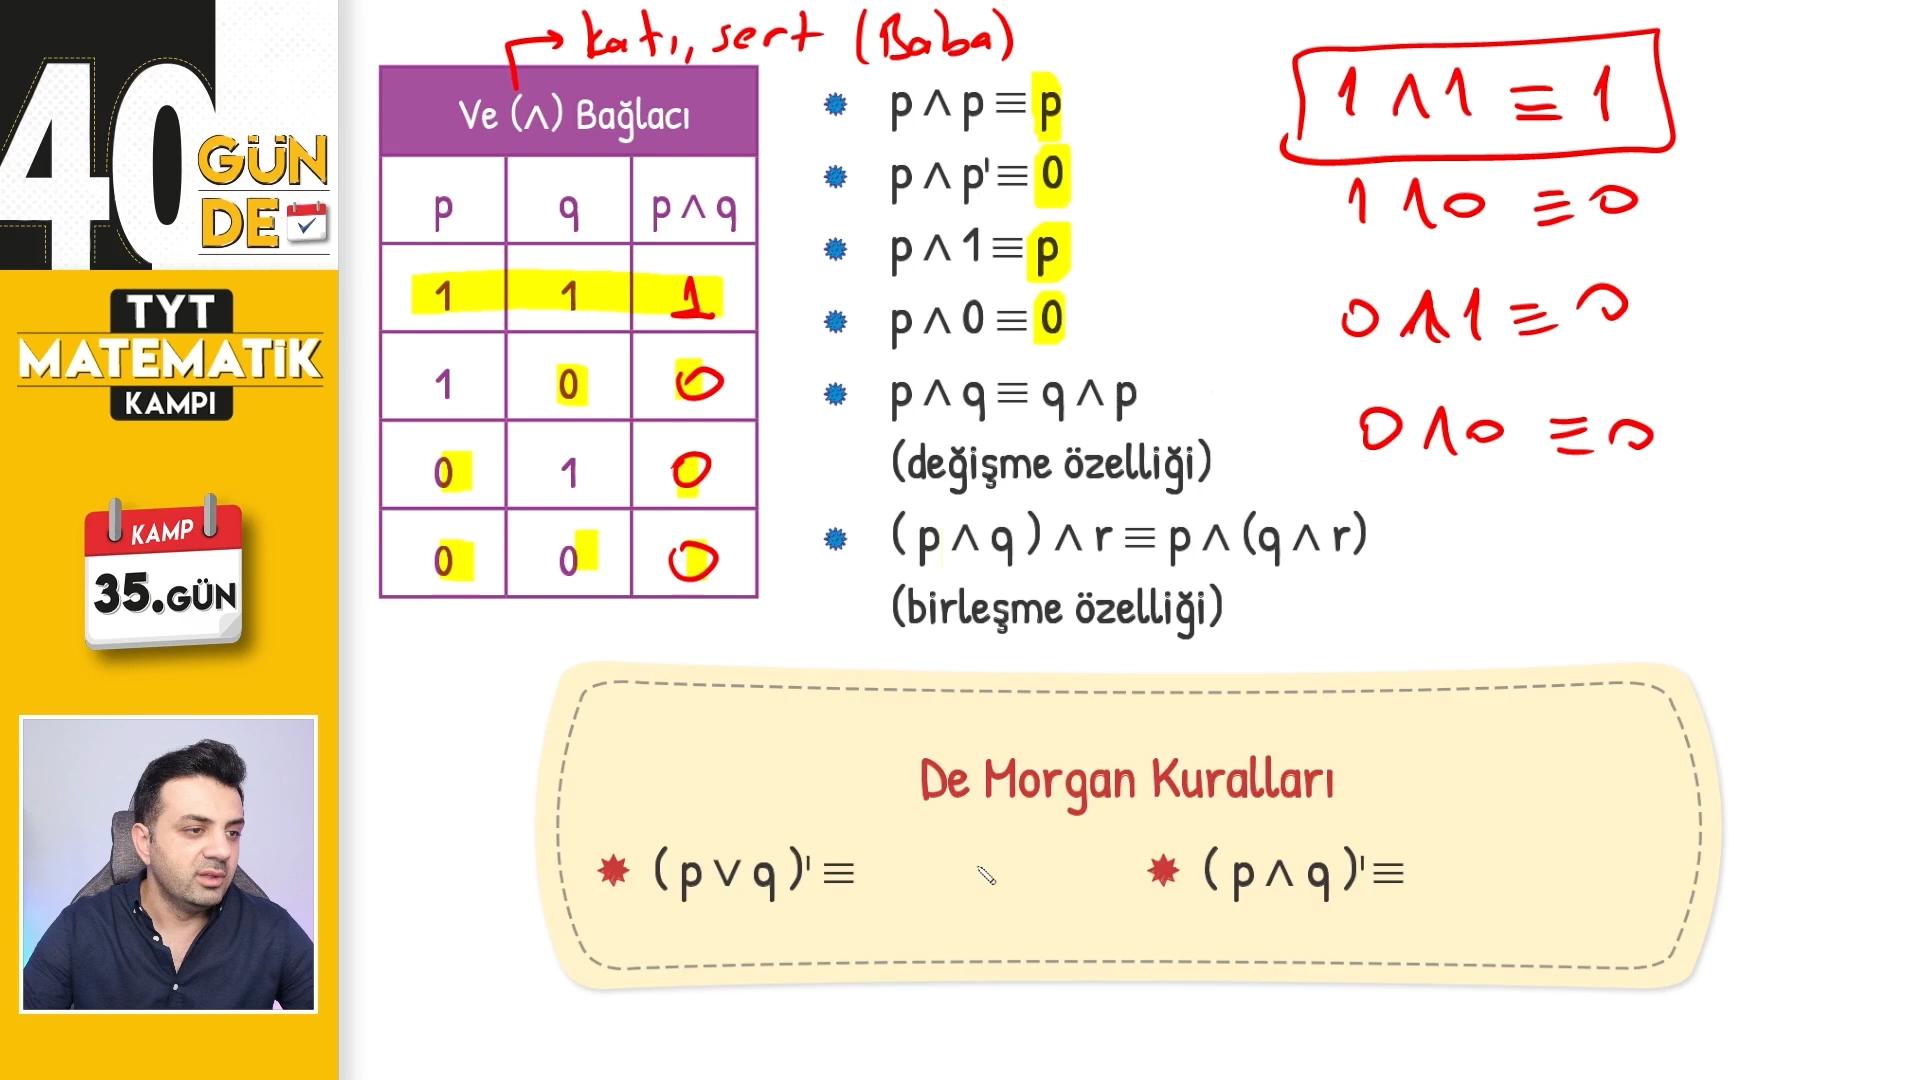 40
GÜN
DE
TYT
MATEMATİK
KAMPI
KAMP
35.GÜN
katı, sert (Baba)
Ve (∧) Bağlacı
p q p ∧ q
1 1 1
1 0 0
0 1 0
0 0 0
p ∧ p ≡ p
p ∧ p' ≡ 0
p ∧ 1 ≡ p
p ∧ 0 ≡ 0
p ∧ q ≡ q ∧ p
(değişme özelliği)
( p ∧ q ) ∧ r ≡ p ∧ (q ∧ r)
(birleşme özelliği)
1 ∧ 1 ≡ 1
1 ∧ 0 ≡ 0
0 ∧ 1 ≡ 0
0 ∧ 0 ≡ 0
De Morgan Kuralları
( p ∨ q )' ≡
( p ∧ q )' ≡